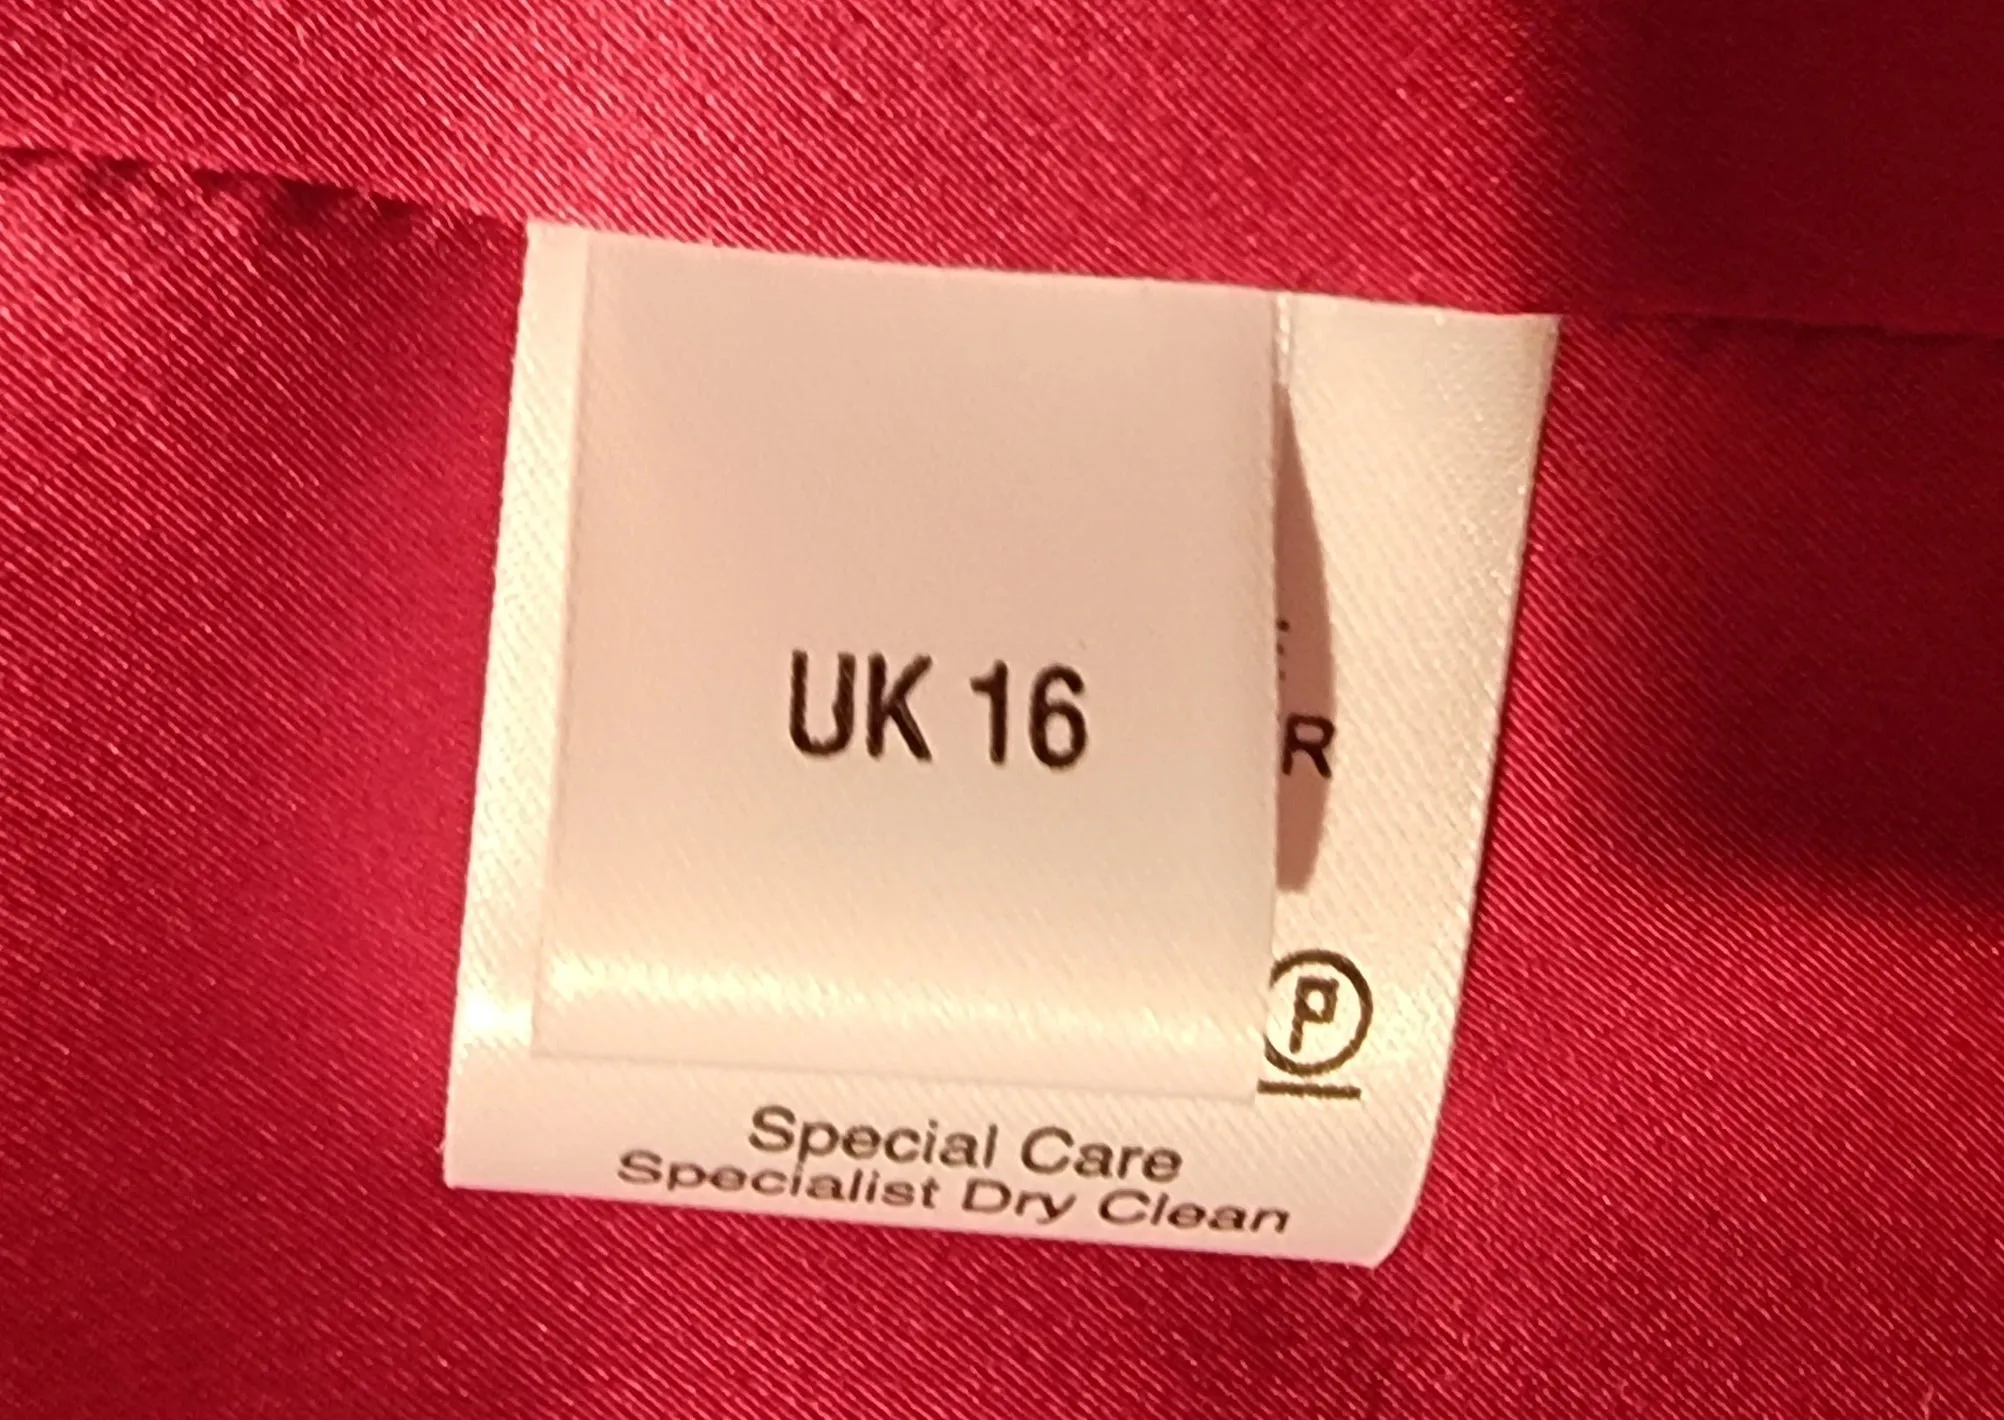 UK 16
R
P
Special Care
Specialist Dry Clean